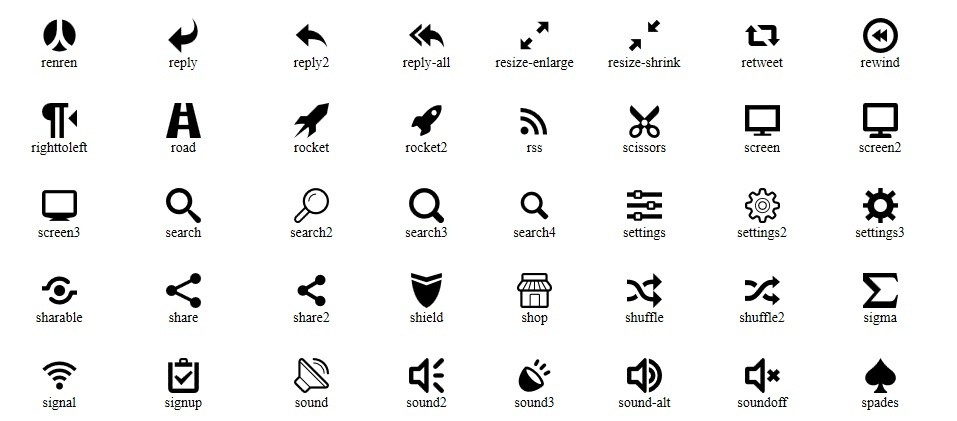 renren reply reply2 reply-all resize-enlarge resize-shrink retweet rewind
righttoleft road rocket rocket2 rss scissors screen screen2
screen3 search search2 search3 search4 settings settings2 settings3
sharable share share2 shield shop shuffle shuffle2 sigma
signal signup sound sound2 sound3 sound-alt soundoff spades